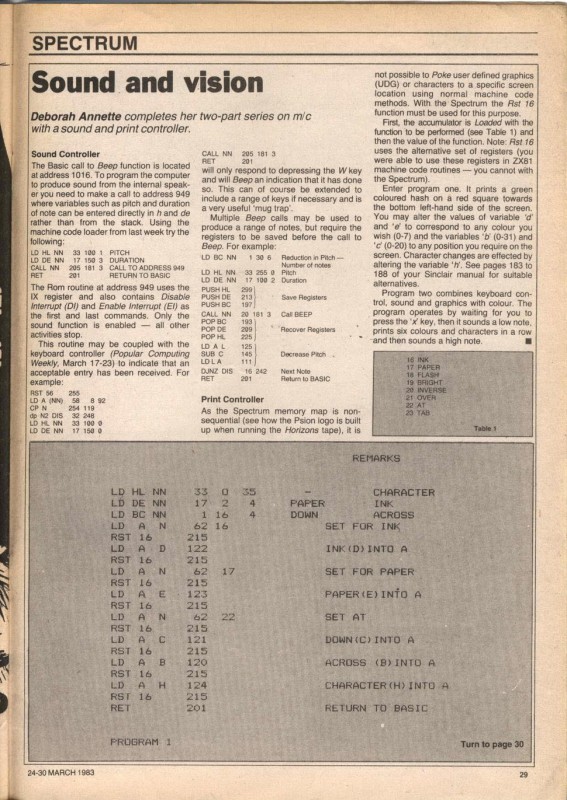 SPECTRUM
Sound and vision
Deborah Annette completes her two-part series on m/c
with a sound and print controller.
Sound Controller
The Basic call to Beep function is located
at address 1016. To program the computer
to produce sound from the internal speak-
er you need to make a call to address 949
where variables such as pitch and duration
of note can be entered directly in h and de
rather than from the stack. Using the
machine code loader from last week try the
following:
LD HL NN 33 100 1 PITCH
LD DE NN 17 150 3 DURATION
CALL NN 205 181 3 CALL TO ADDRESS 949
RET 201 RETURN TO BASIC
The Rom routine at address 949 uses the
IX register and also contains Disable
Interrupt (DI) and Enable Interrupt (EI) as
the first and last commands. Only the
sound function is enabled — all other
activities stop.
This routine may be coupled with the
keyboard controller (Popular Computing
Weekly, March 17-23) to indicate that an
acceptable entry has been received. For
example:
RST 56 255
LD A (NN) 58 8 92
CP N 254 119
dp N2 DIS 32 248
LD HL NN 33 100 0
LD DE NN 17 150 0
CALL NN 205 181 3
RET 201
will only respond to depressing the W key
and will Beep an indication that it has done
so. This can of course be extended to
include a range of keys if necessary and is
a very useful 'mug trap'.
Multiple Beep calls may be used to
produce a range of notes, but require the
registers to be saved before the call to
Beep. For example:
LD BC NN 1 30 6 Reduction in Pitch —
Number of notes
LD HL NN 33 255 0 Pitch
LD DE NN 17 100 2 Duration
PUSH HL 209
PUSH DE 213 Save Registers
PUSH BC 197
CALL NN 20 181 3 Call BEEP
POP BC 193
POP DE 209 Recover Registers
POP HL 225
LD A L 125
SUB C 145 Decrease Pitch
LD L A 111
DJNZ DIS 16 242 Next Note
RET 201 Return to BASIC
Print Controller
As the Spectrum memory map is non-
sequential (see how the Psion logo is built
up when running the Horizons tape), it is
not possible to Poke user defined graphics
(UDG) or characters to a specific screen
location using normal machine code
methods. With the Spectrum the Rst 16
function must be used for this purpose.
First, the accumulator is Loaded with the
function to be performed (see Table 1) and
then the value of the function. Note: Rst 16
uses the alternative set of registers (you
were able to use these registers in ZX81
machine code routines — you cannot with
the Spectrum).
Enter program one. It prints a green
coloured hash on a red square towards
the bottom left-hand side of the screen.
You may alter the values of variable 'd'
and 'e' to correspond to any colour you
wish (0-7) and the variables 'b' (0-31) and
'c' (0-20) to any position you require on the
screen. Character changes are effected by
altering the variable 'h'. See pages 183 to
188 of your Sinclair manual for suitable
alternatives.
Program two combines keyboard con-
trol, sound and graphics with colour. The
program operates by waiting for you to
press the 'x' key, then it sounds a low note,
prints six colours and characters in a row
and then sounds a high note. ■
16 INK
17 PAPER
18 FLASH
19 BRIGHT
20 INVERSE
21 OVER
22 AT
23 TAB
Table 1
REMARKS
LD HL NN 33 0 35 - CHARACTER
LD DE NN 17 2 4 PAPER INK
LD BC NN 1 16 4 DOWN ACROSS
LD A N 62 16 SET FOR INK
RST 16 215
LD A D 122 INK(D)INTO A
RST 16 215
LD A N 62 17 SET FOR PAPER
RST 16 215
LD A E 123 PAPER(E)INTO A
RST 16 215
LD A N 62 22 SET AT
RST 16 215
LD A C 121 DOWN(C)INTO A
RST 16 215
LD A B 120 ACROSS (B)INTO A
RST 16 215
LD A H 124 CHARACTER(H)INTO A
RST 16 215
RET 201 RETURN TO BASIC
PROGRAM 1
Turn to page 30
24-30 MARCH 1983
29